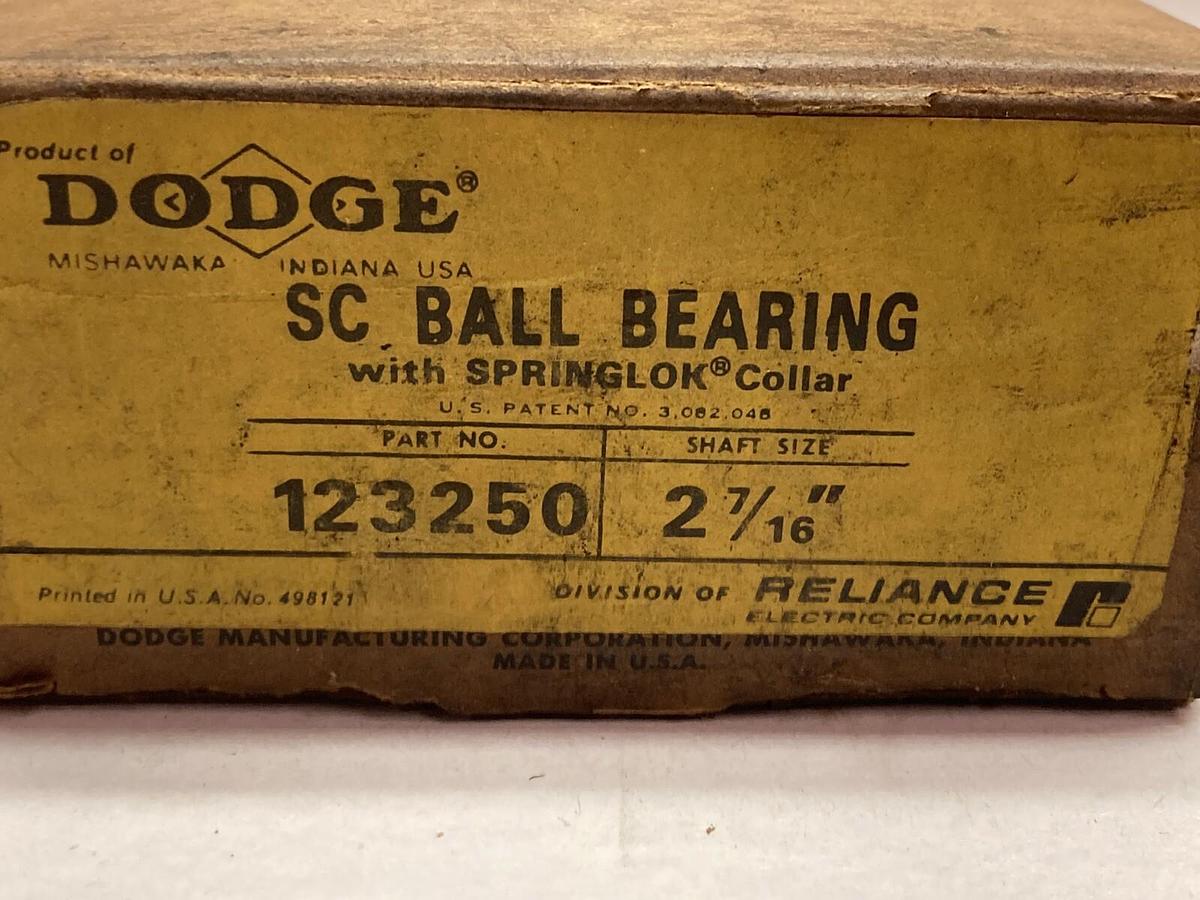 Product of
DODGE®
MISHAWAKA INDIANA USA
SC BALL BEARING
with SPRINGLOK® Collar
U.S. PATENT NO. 3,082,048
PART NO. SHAFT SIZE
123250 2 7/16"
Printed in U.S.A. No. 498121
DIVISION OF RELIANCE
ELECTRIC COMPANY
DODGE MANUFACTURING CORPORATION, MISHAWAKA, INDIANA
MADE IN U.S.A.